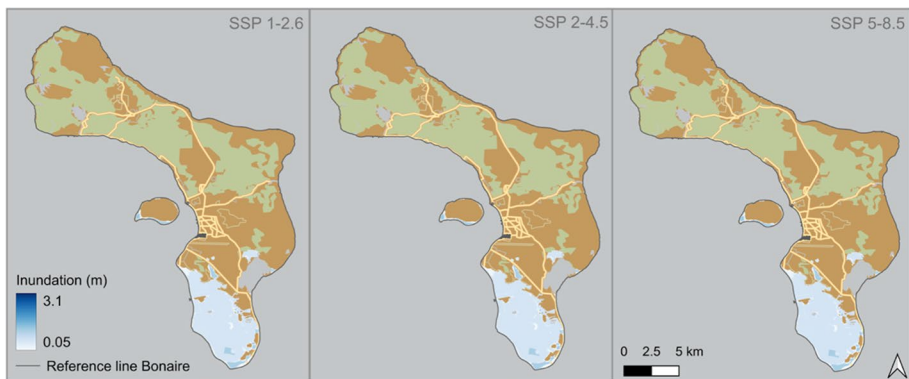 SSP 1-2.6
SSP 2-4.5
SSP 5-8.5
Inundation (m)
3.1
0.05
Reference line Bonaire
0 2.5 5 km